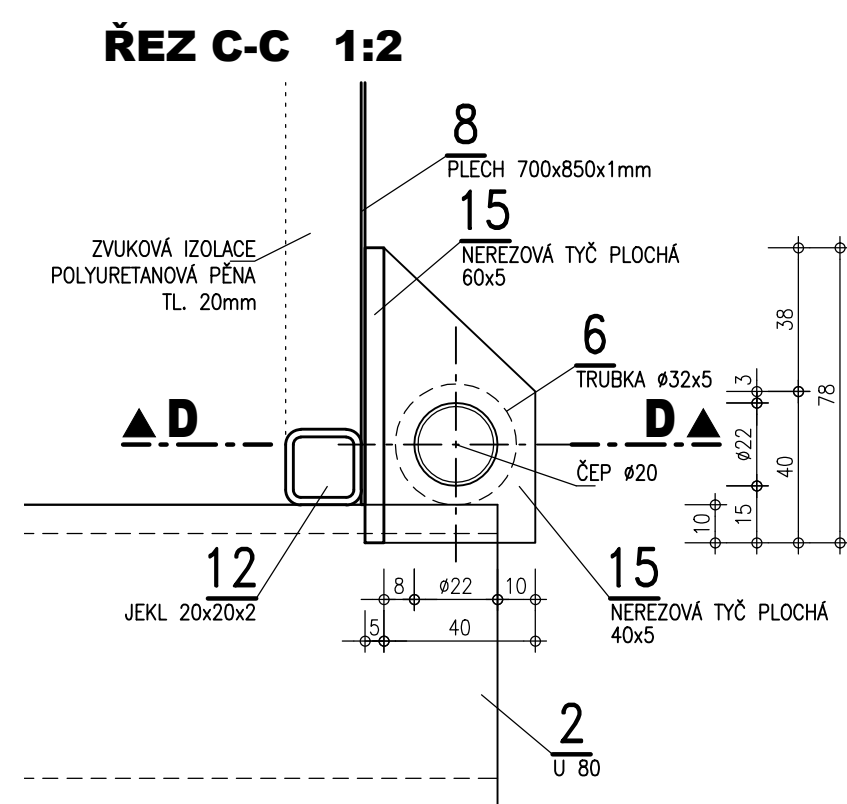 ŘEZ C-C 1:2
8
PLECH 700x850x1mm
15
NEREZOVÁ TYČ PLOCHÁ
60x5
ZVUKOVÁ IZOLACE
POLYURETANOVÁ PĚNA
TL. 20mm
6
TRUBKA ø32x5
D
D
ČEP ø20
38
3
78
ø22
40
15
10
12
JEKL 20x20x2
8
ø22
10
5
40
15
NEREZOVÁ TYČ PLOCHÁ
40x5
2
U 80